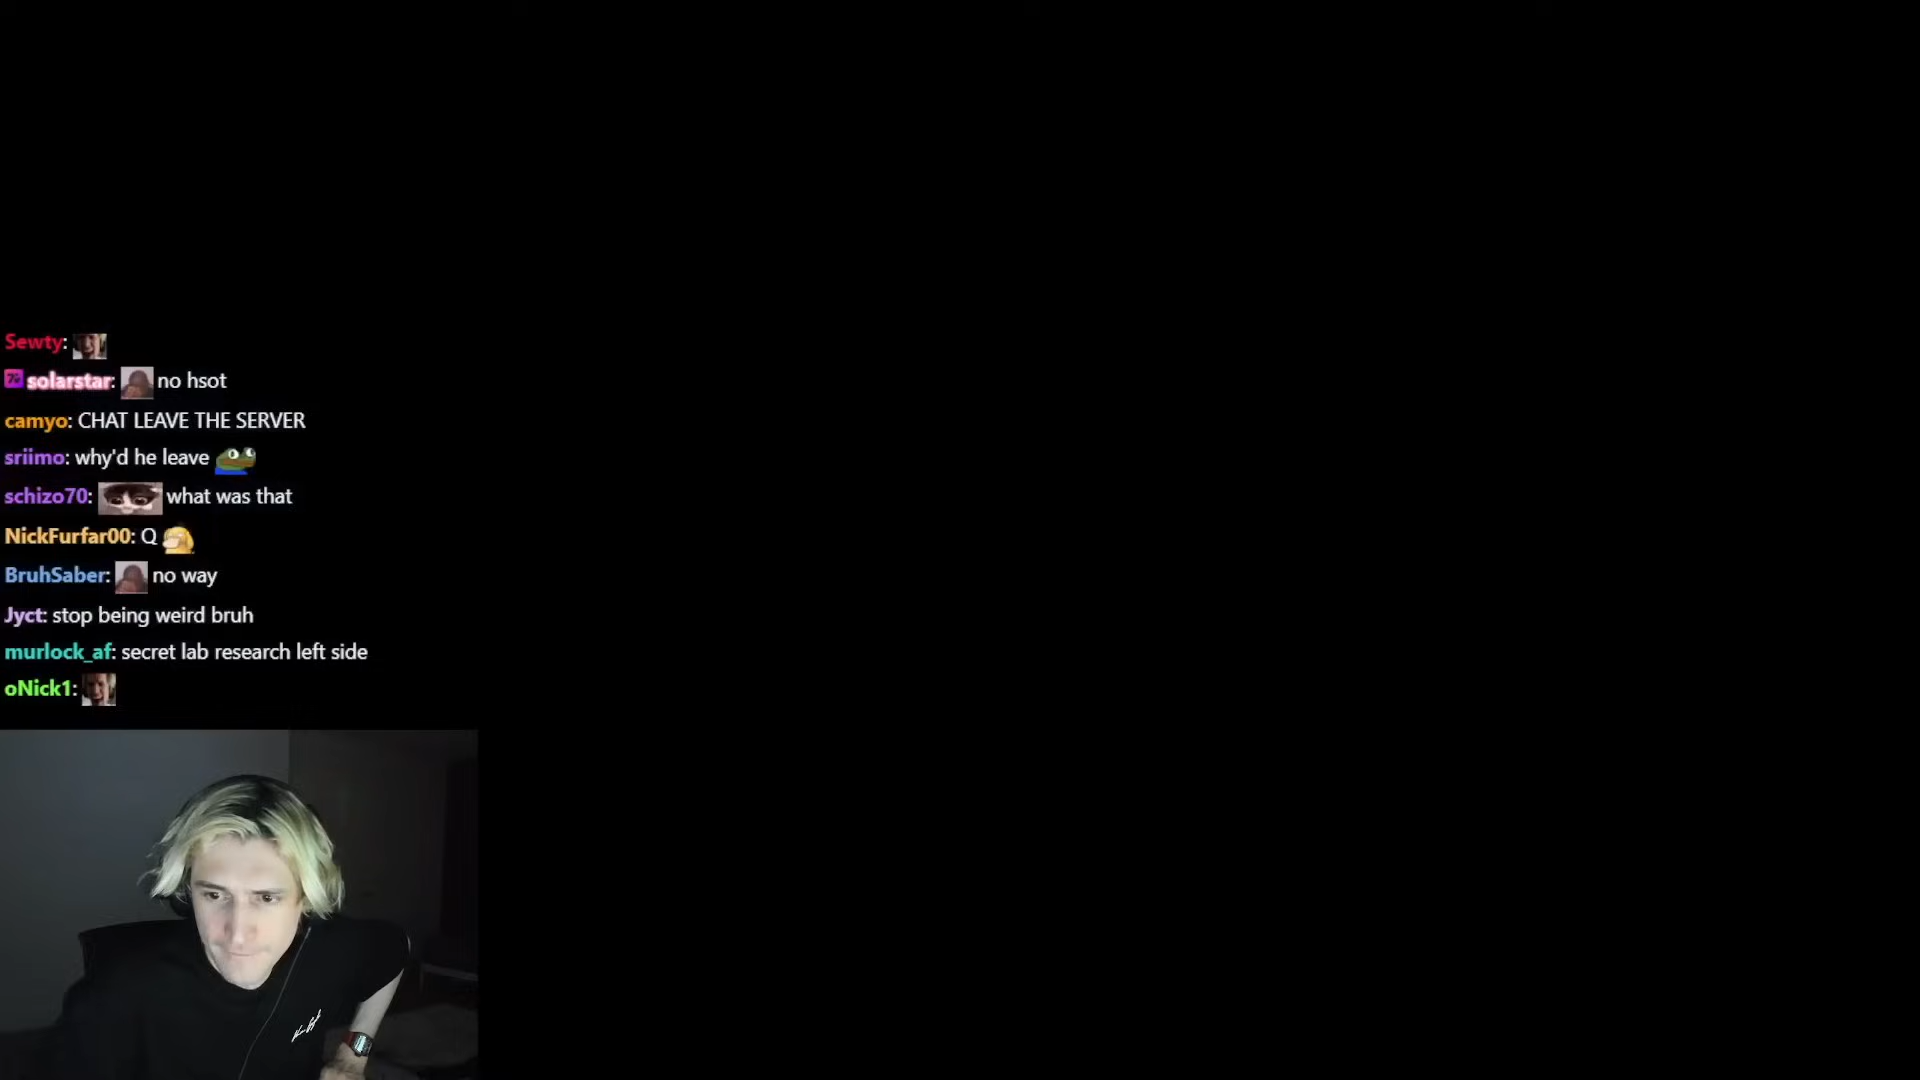 Sewty:
solarstar: no hsot
camyo: CHAT LEAVE THE SERVER
sriimo: why'd he leave
schizo70: what was that
NickFurfar00: Q
BruhSaber: no way
Jyct: stop being weird bruh
murlock_af: secret lab research left side
oNick1: